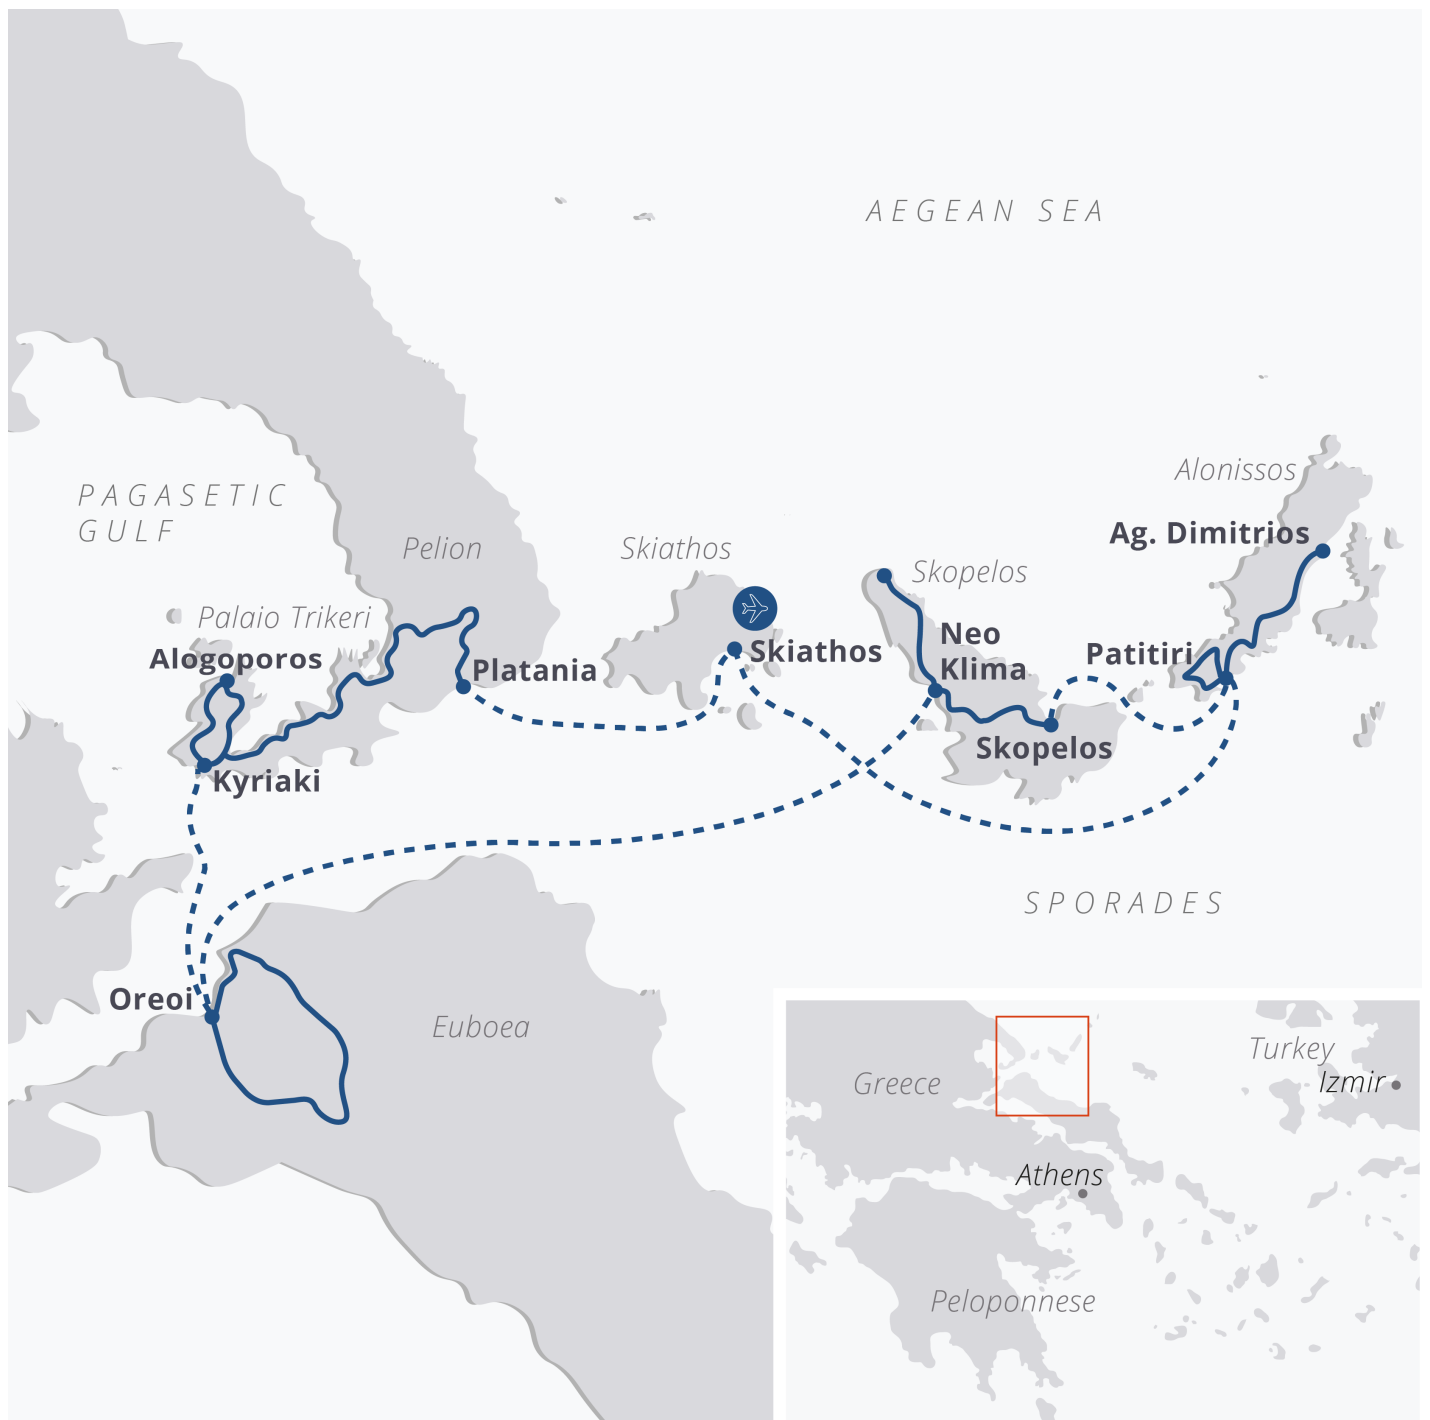 AEGEAN SEA
Alonissos
PAGASETIC
GULF
Ag. Dimitrios
Pelion
Skiathos
Skopelos
Palaio Trikeri
Neo
Klima
Alogoporos
Skiathos
Patitiri
Platania
Skopelos
Kyriaki
SPORADES
Oreoi
Euboea
Turkey
Izmir
Greece
Athens
Peloponnese